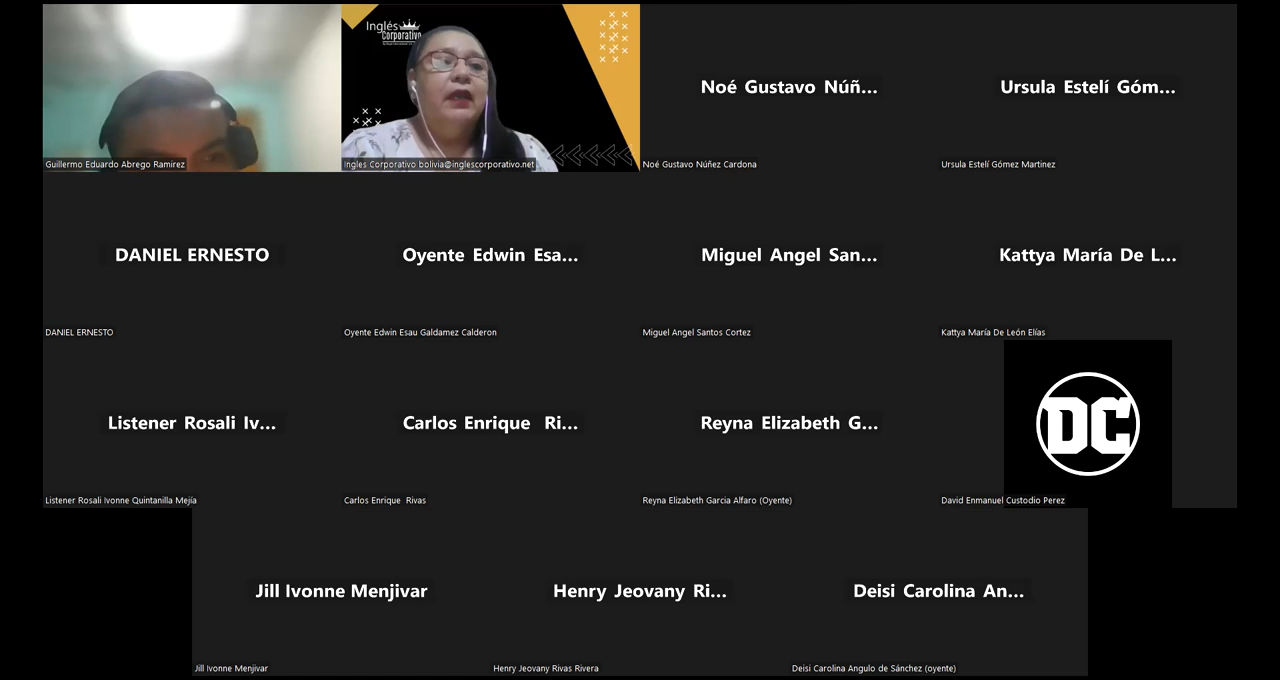 Inglés
Corporativo
Guillermo Eduardo Abrego Ramirez
Ingles Corporativo bolivia@inglescorporativo.net
Noé Gustavo Núñ...
Noé Gustavo Núñez Cardona
Ursula Estelí Góm...
Ursula Estelí Gómez Martinez
DANIEL ERNESTO
DANIEL ERNESTO
Oyente Edwin Esa...
Oyente Edwin Esau Galdamez Calderon
Miguel Angel San...
Miguel Angel Santos Cortez
Kattya María De L...
Kattya María De León Elías
Listener Rosali Iv...
Listener Rosali Ivonne Quintanilla Mejía
Carlos Enrique Ri...
Carlos Enrique Rivas
Reyna Elizabeth G...
Reyna Elizabeth Garcia Alfaro (Oyente)
DC
David Enmanuel Custodio Perez
Jill Ivonne Menjivar
Jill Ivonne Menjivar
Henry Jeovany Ri...
Henry Jeovany Rivas Rivera
Deisi Carolina An...
Deisi Carolina Angulo de Sánchez (oyente)